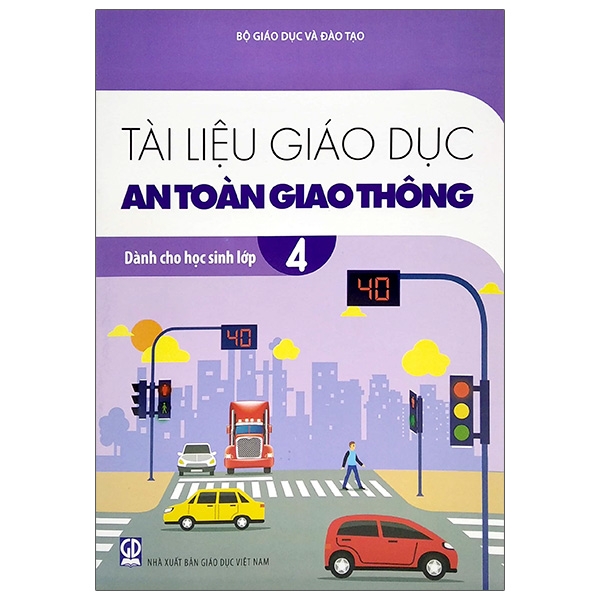 BỘ GIÁO DỤC VÀ ĐÀO TẠO
TÀI LIỆU GIÁO DỤC
AN TOÀN GIAO THÔNG
Dành cho học sinh lớp 4
40
40
GD
NHÀ XUẤT BẢN GIÁO DỤC VIỆT NAM